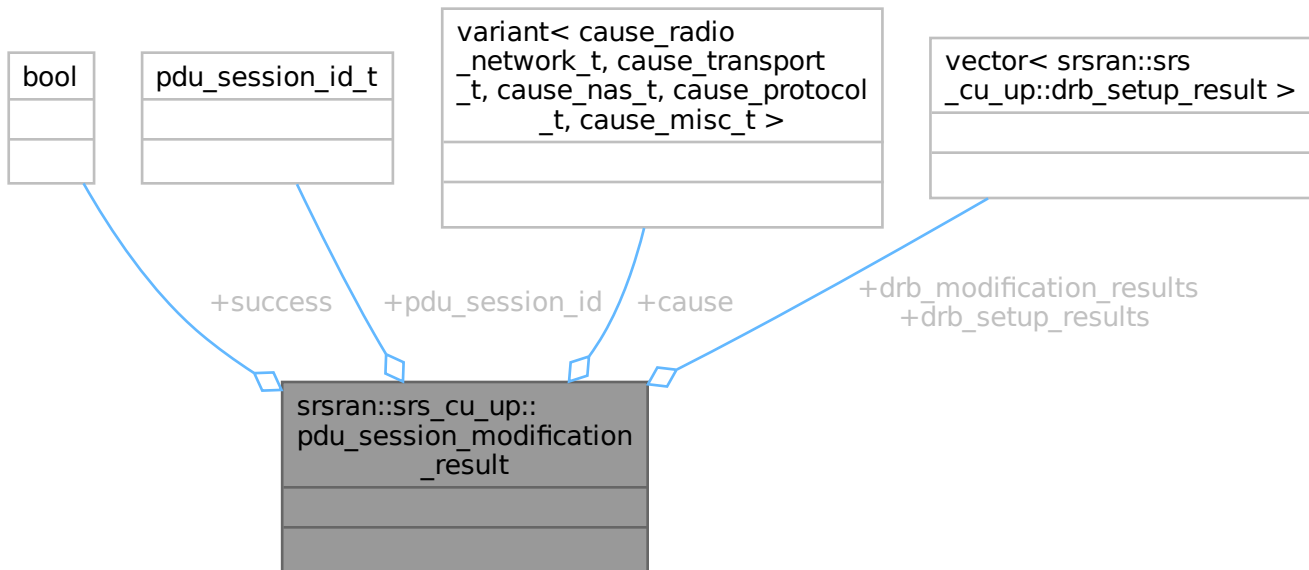 bool
pdu_session_id_t
variant< cause_radio
_network_t, cause_transport
_t, cause_nas_t, cause_protocol
_t, cause_misc_t >
vector< srsran::srs
_cu_up::drb_setup_result >
+success
+pdu_session_id
+cause
+drb_modification_results
+drb_setup_results
srsran::srs_cu_up::
pdu_session_modification
_result